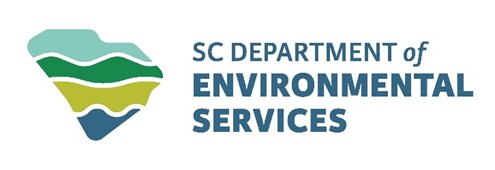 SC DEPARTMENT of
ENVIRONMENTAL
SERVICES